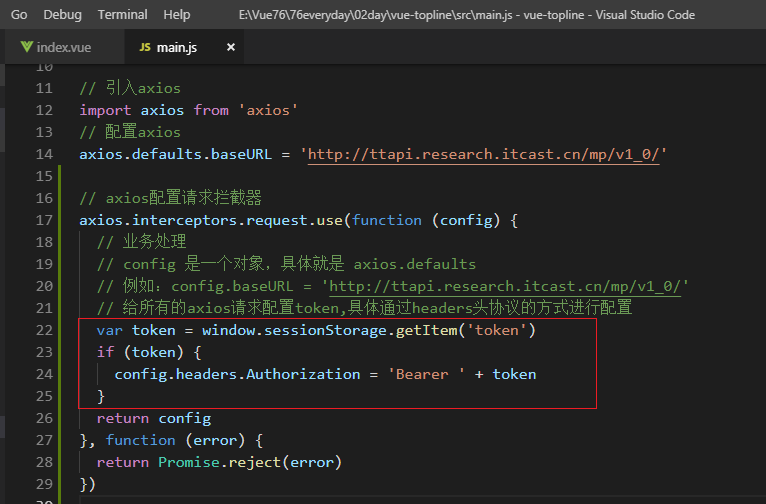 Go Debug Terminal Help E:\Vue76\76everyday\02day\vue-topline\src\main.js - vue-topline - Visual Studio Code
index.vue JS main.js ×
10
11 // 引入axios
12 import axios from 'axios'
13 // 配置axios
14 axios.defaults.baseURL = 'http://ttapi.research.itcast.cn/mp/v1_0/'
15
16 // axios配置请求拦截器
17 axios.interceptors.request.use(function (config) {
18 // 业务处理
19 // config 是一个对象，具体就是 axios.defaults
20 // 例如：config.baseURL = 'http://ttapi.research.itcast.cn/mp/v1_0/'
21 // 给所有的axios请求配置token,具体通过headers头协议的方式进行配置
22 var token = window.sessionStorage.getItem('token')
23 if (token) {
24 config.headers.Authorization = 'Bearer ' + token
25 }
26 return config
27 }, function (error) {
28 return Promise.reject(error)
29 })
30